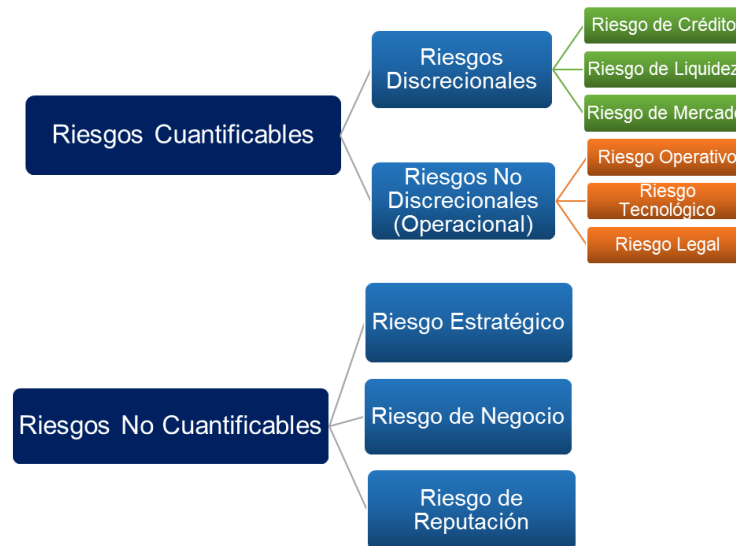 Riesgos Cuantificables
Riesgos
Discrecionales
Riesgo de Crédito
Riesgo de Liquidez
Riesgo de Mercado
Riesgos No
Discrecionales
(Operacional)
Riesgo Operativo
Riesgo
Tecnológico
Riesgo Legal
Riesgos No Cuantificables
Riesgo Estratégico
Riesgo de Negocio
Riesgo de
Reputación